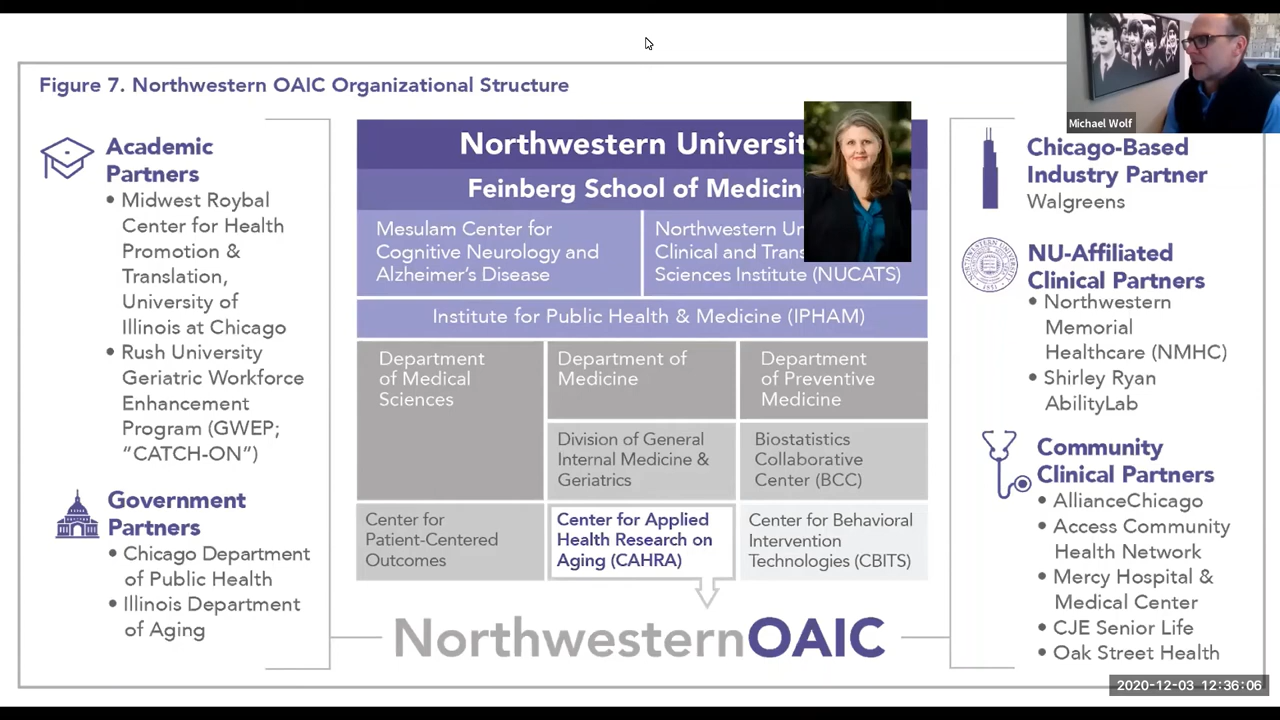 Figure 7. Northwestern OAIC Organizational Structure
Michael Wolf
Academic
Partners
• Midwest Roybal
Center for Health
Promotion &
Translation,
University of
Illinois at Chicago
• Rush University
Geriatric Workforce
Enhancement
Program (GWEP;
“CATCH-ON”)
Government
Partners
• Chicago Department
of Public Health
• Illinois Department
of Aging
Northwestern Universit
Feinberg School of Medicin
Mesulam Center for
Cognitive Neurology and
Alzheimer’s Disease
Northwestern Un
Clinical and Trans
Sciences Institute (NUCATS)
Institute for Public Health & Medicine (IPHAM)
Department
of Medical
Sciences
Department of
Medicine
Department
of Preventive
Medicine
Division of General
Internal Medicine &
Geriatrics
Biostatistics
Collaborative
Center (BCC)
Center for
Patient-Centered
Outcomes
Center for Applied
Health Research on
Aging (CAHRA)
Center for Behavioral
Intervention
Technologies (CBITS)
NorthwesternOAIC
Chicago-Based
Industry Partner
Walgreens
NU-Affiliated
Clinical Partners
• Northwestern
Memorial
Healthcare (NMHC)
• Shirley Ryan
AbilityLab
Community
Clinical Partners
• AllianceChicago
• Access Community
Health Network
• Mercy Hospital &
Medical Center
• CJE Senior Life
• Oak Street Health
2020-12-03 12:36:06